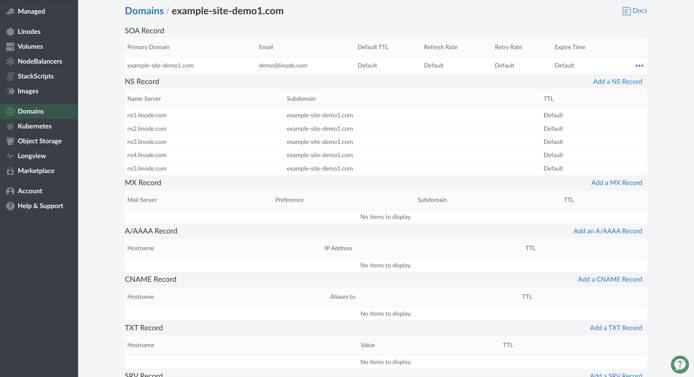 Managed
Linodes
Volumes
NodeBalancers
StackScripts
Images
Domains
Kubernetes
Object Storage
Longview
Marketplace
Account
Help & Support
Domains / example-site-demo1.com
Docs
SOA Record
Primary Domain Email Default TTL Refresh Rate Retry Rate Expire Time
example-site-demo1.com demo@linode.com Default Default Default Default
NS Record Add a NS Record
Name Server Subdomain TTL
ns1.linode.com example-site-demo1.com Default
ns2.linode.com example-site-demo1.com Default
ns3.linode.com example-site-demo1.com Default
ns4.linode.com example-site-demo1.com Default
ns5.linode.com example-site-demo1.com Default
MX Record Add a MX Record
Mail Server Preference Subdomain TTL
No items to display.
A/AAAA Record Add an A/AAAA Record
Hostname IP Address TTL
No items to display.
CNAME Record Add a CNAME Record
Hostname Aliases to TTL
No items to display.
TXT Record Add a TXT Record
Hostname Value TTL
No items to display.
SRV Record Add a SRV Record